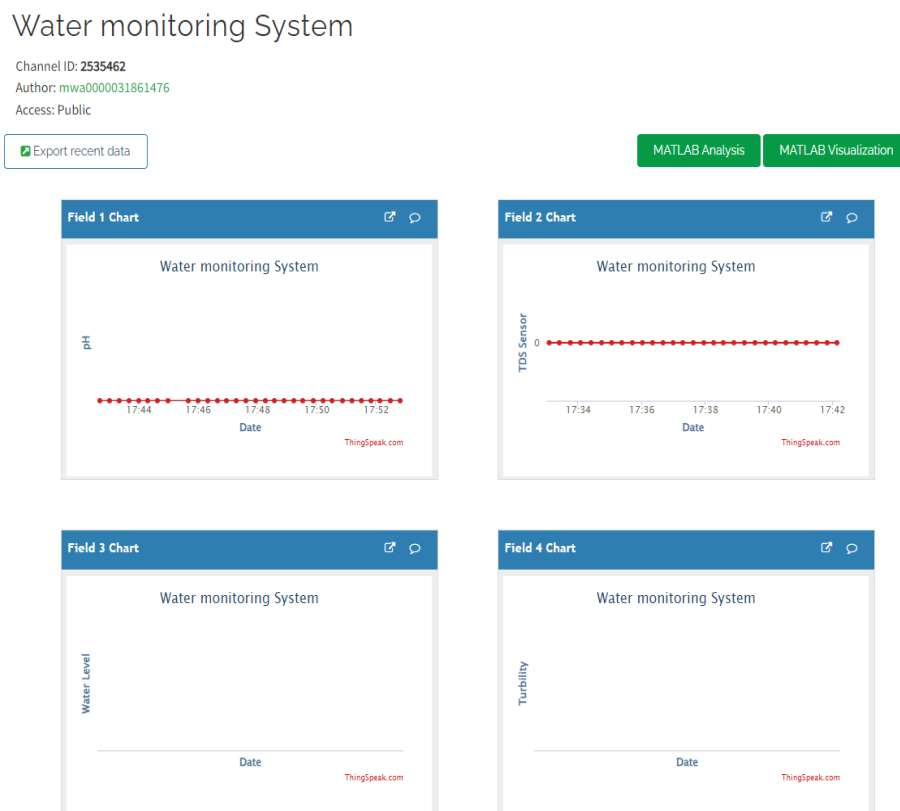 Water monitoring System
Channel ID: 2535462
Author: mwa0000031861476
Access: Public
Export recent data
MATLAB Analysis
MATLAB Visualization
Field 1 Chart
Water monitoring System
pH
17:44 17:46 17:48 17:50 17:52
Date
ThingSpeak.com
Field 2 Chart
Water monitoring System
TDS Sensor
0
17:34 17:36 17:38 17:40 17:42
Date
ThingSpeak.com
Field 3 Chart
Water monitoring System
Water Level
Date
ThingSpeak.com
Field 4 Chart
Water monitoring System
Turbility
Date
ThingSpeak.com